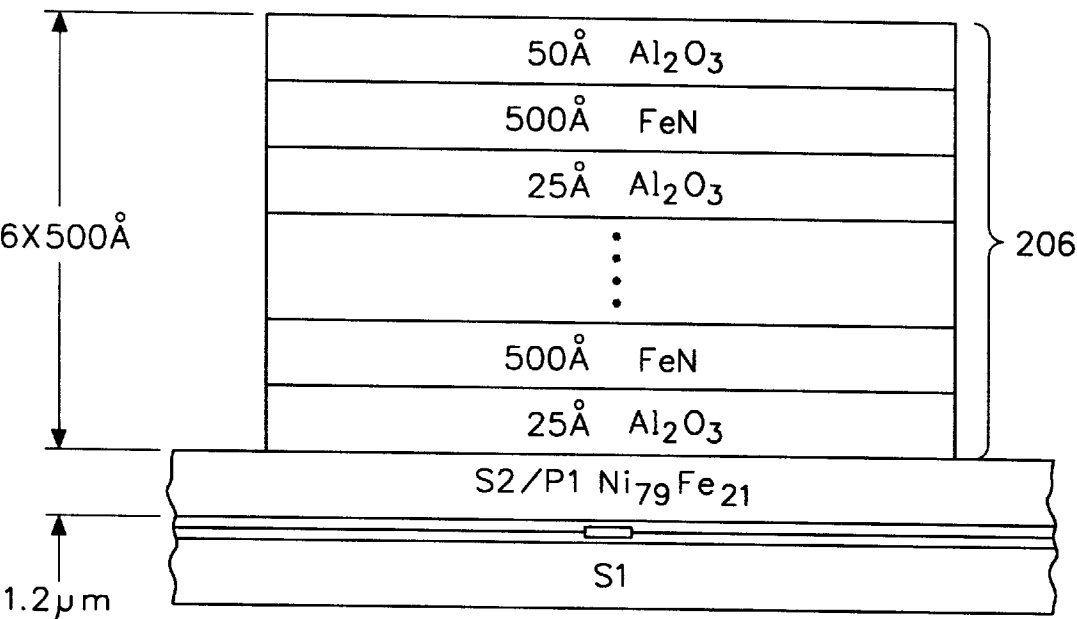 50Å Al₂O₃
500Å FeN
25Å Al₂O₃
6X500Å
206
500Å FeN
25Å Al₂O₃
S2/P1 Ni₇₉Fe₂₁
S1
1.2μm